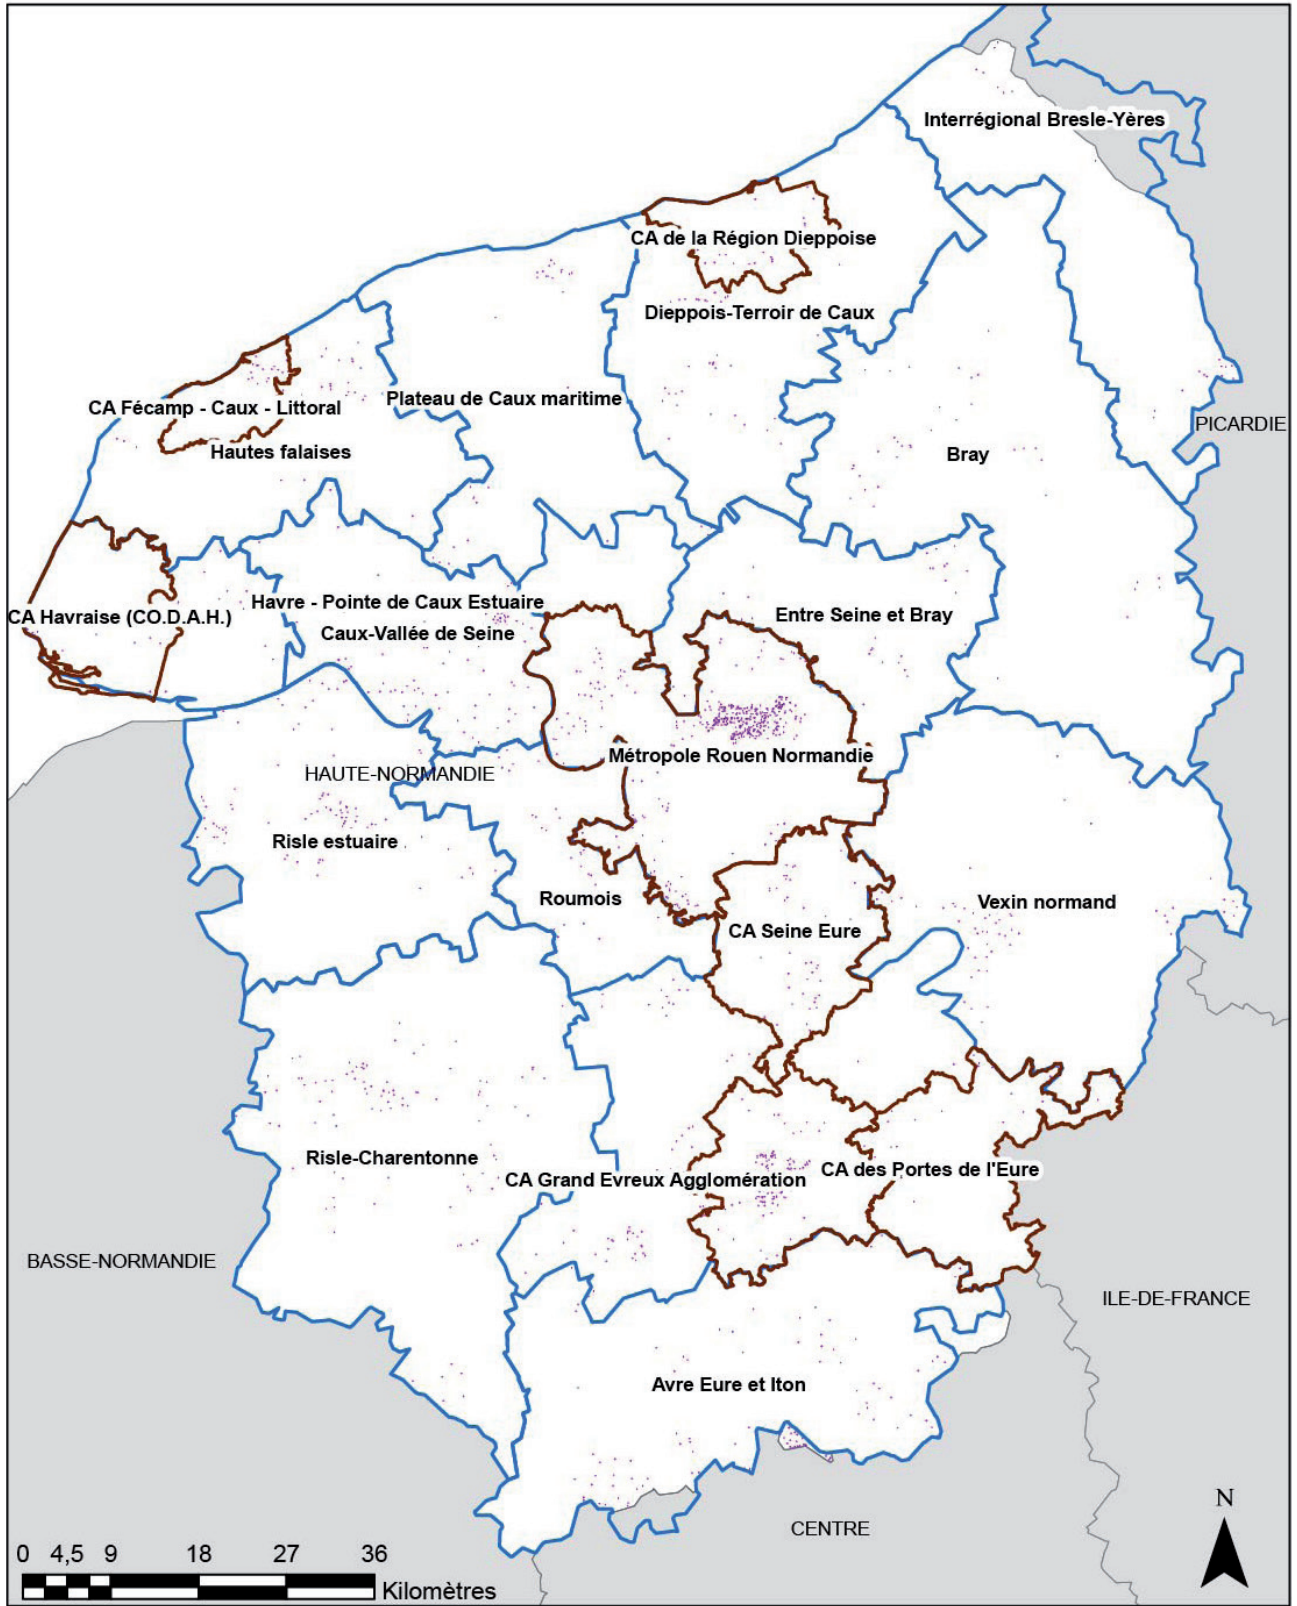 Interrégional Bresle-Yères
CA de la Région Dieppoise
Dieppois-Terroir de Caux
Plateau de Caux maritime
CA Fécamp - Caux - Littoral
Hautes falaises
PICARDIE
Bray
Havre - Pointe de Caux Estuaire
CA Havraise (CO.D.A.H.)
Caux-Vallée de Seine
Entre Seine et Bray
Métropole Rouen Normandie
HAUTE-NORMANDIE
Risle estuaire
Roumois
Vexin normand
CA Seine Eure
Risle-Charentonne
CA Grand Evreux Agglomération
CA des Portes de l'Eure
BASSE-NORMANDIE
ILE-DE-FRANCE
Avre Eure et Iton
CENTRE
N
0 4,5 9 18 27 36
Kilomètres